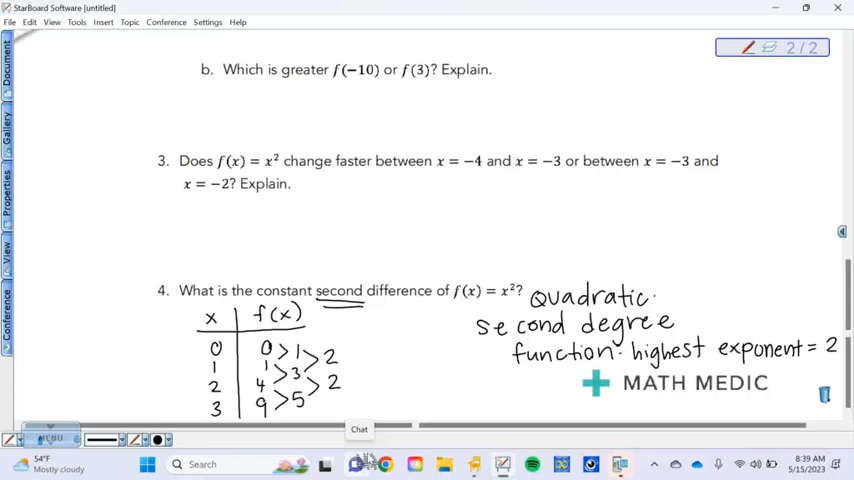 StarBoard Software [untitled]
File Edit View Tools Insert Topic Conference Settings Help
2 / 2
Document
Gallery
Properties
View
Conference
b. Which is greater f(−10) or f(3)? Explain.
3. Does f(x) = x² change faster between x = −4 and x = −3 or between x = −3 and
x = −2? Explain.
4. What is the constant second difference of f(x) = x²?
Quadratic:
second degree
function: highest exponent = 2
x f(x)
0 0 > 1 > 2
1 1 > 3
2 4 > 5 > 2
3 9
MATH MEDIC
MENU
Chat
54°F
Mostly cloudy
Search
8:39 AM
5/15/2023